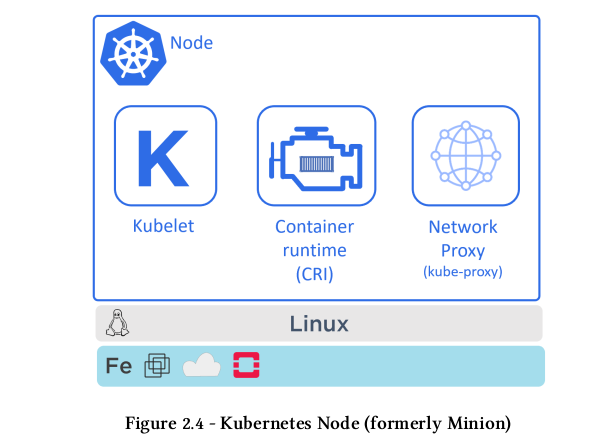 Node
K
Kubelet
Container
runtime
(CRI)
Network
Proxy
(kube-proxy)
Linux
Fe
Figure 2.4 - Kubernetes Node (formerly Minion)